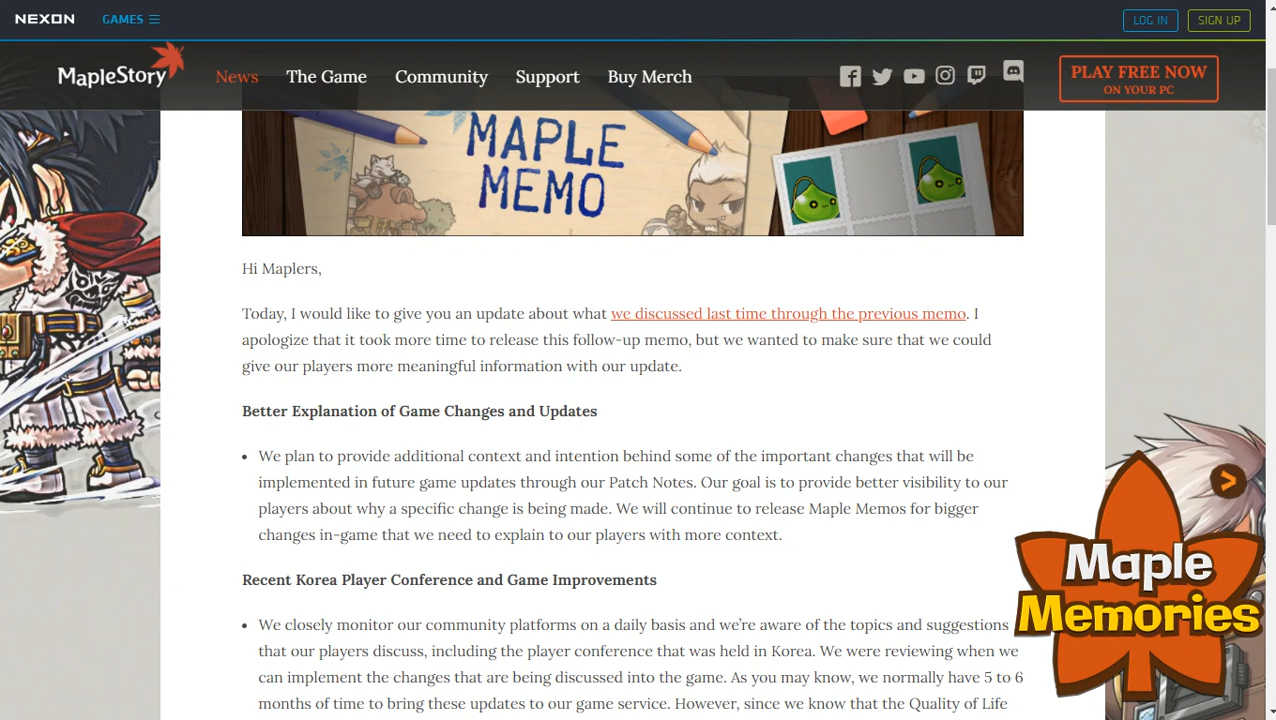 NEXON GAMES LOG IN SIGN UP
MapleStory News The Game Community Support Buy Merch PLAY FREE NOW
ON YOUR PC
MAPLE
MEMO
Hi Maplers,
Today, I would like to give you an update about what we discussed last time through the previous memo. I
apologize that it took more time to release this follow-up memo, but we wanted to make sure that we could
give our players more meaningful information with our update.
Better Explanation of Game Changes and Updates
• We plan to provide additional context and intention behind some of the important changes that will be
implemented in future game updates through our Patch Notes. Our goal is to provide better visibility to our
players about why a specific change is being made. We will continue to release Maple Memos for bigger
changes in-game that we need to explain to our players with more context.
Recent Korea Player Conference and Game Improvements
• We closely monitor our community platforms on a daily basis and we’re aware of the topics and suggestions
that our players discuss, including the player conference that was held in Korea. We were reviewing when we
can implement the changes that are being discussed into the game. As you may know, we normally have 5 to 6
months of time to bring these updates to our game service. However, since we know that the Quality of Life
>
Maple
Memories